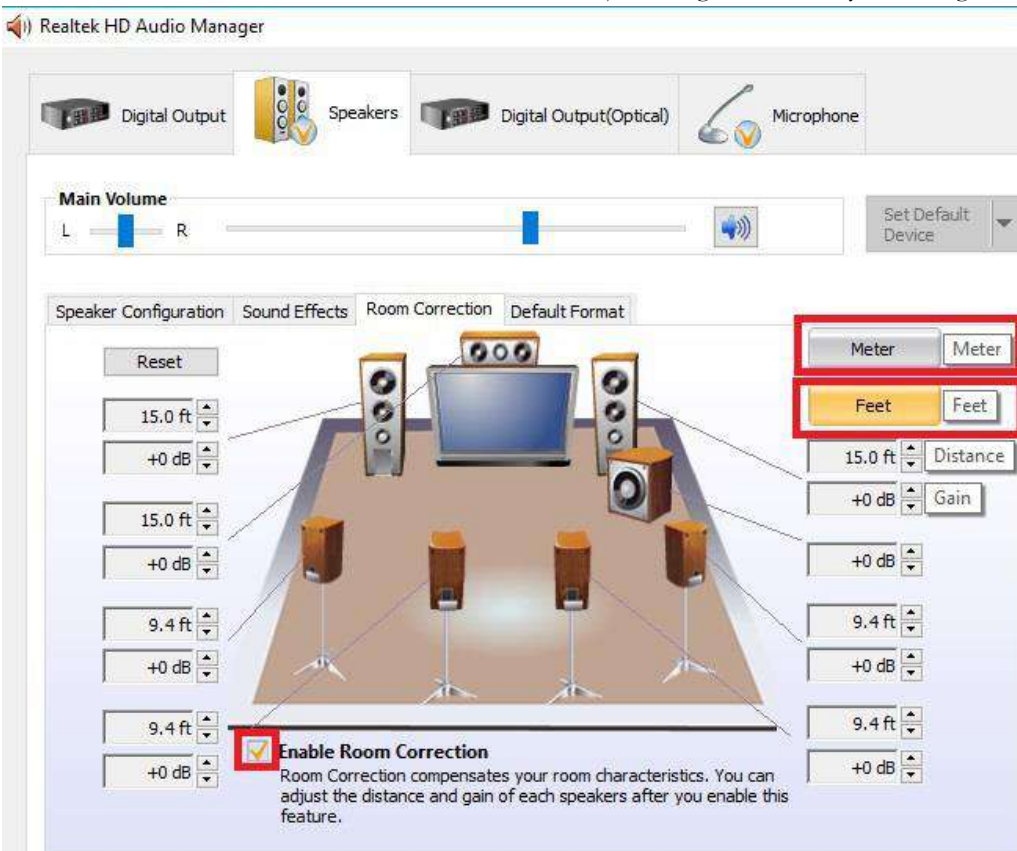 Realtek HD Audio Manager
Digital Output
Speakers
Digital Output(Optical)
Microphone
Main Volume
L
R
Set Default
Device
Speaker Configuration
Sound Effects
Room Correction
Default Format
Reset
Meter
Meter
Feet
Feet
15.0 ft
15.0 ft
Distance
+0 dB
+0 dB
Gain
15.0 ft
+0 dB
+0 dB
9.4 ft
9.4 ft
+0 dB
+0 dB
9.4 ft
9.4 ft
+0 dB
+0 dB
Enable Room Correction
Room Correction compensates your room characteristics. You can
adjust the distance and gain of each speakers after you enable this
feature.